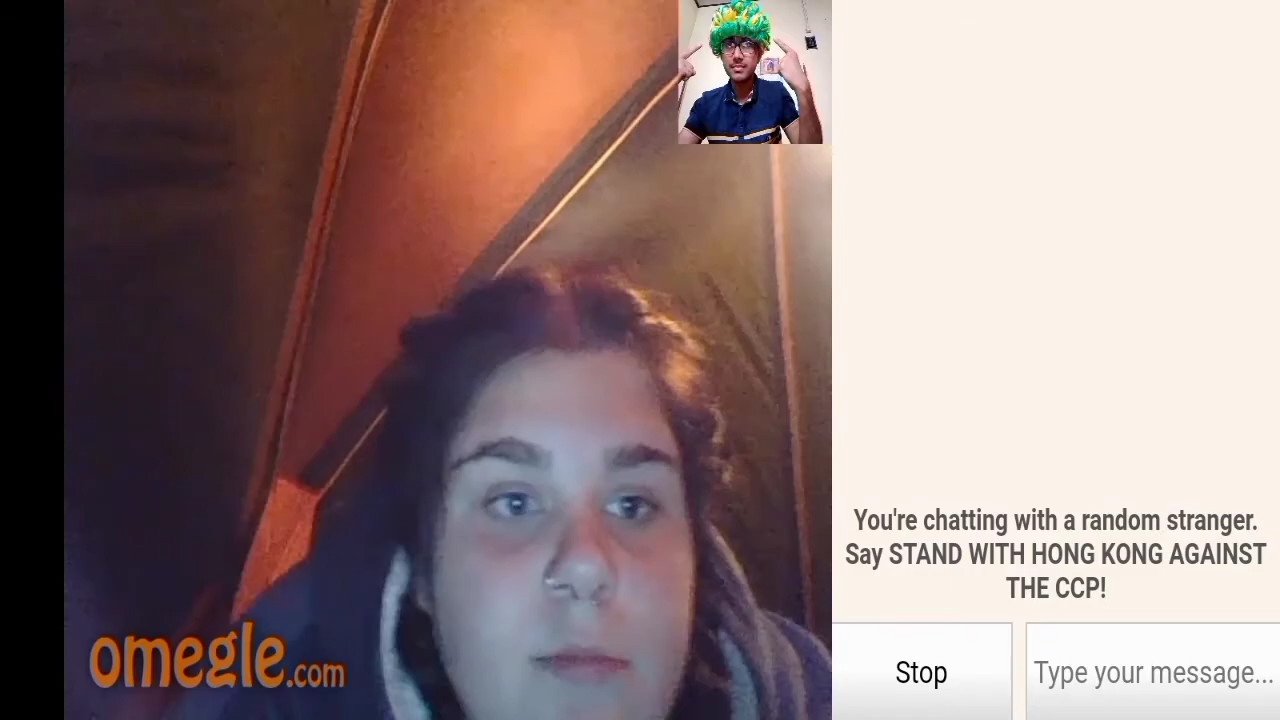 You're chatting with a random stranger.
Say STAND WITH HONG KONG AGAINST
THE CCP!
omegle.com
Stop
Type your message...